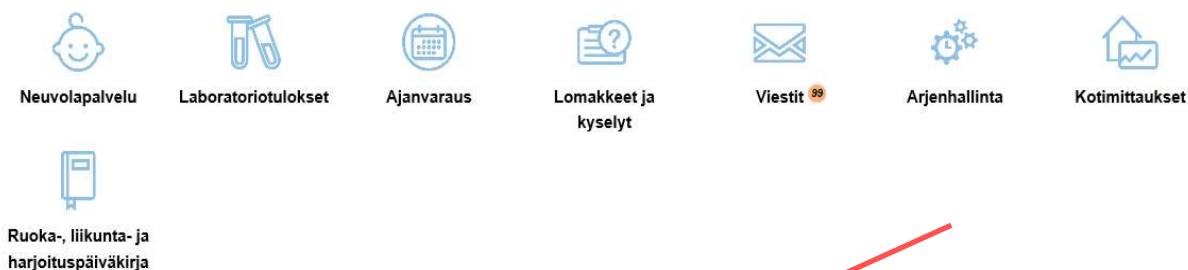 Neuvolapalvelu Laboratoriotulokset Ajanvaraus Lomakkeet ja kyselyt Viestit 99 Arjenhallinta Kotimittaukset
?
Ruoka-, liikunta- ja
harjoituspäiväkirja